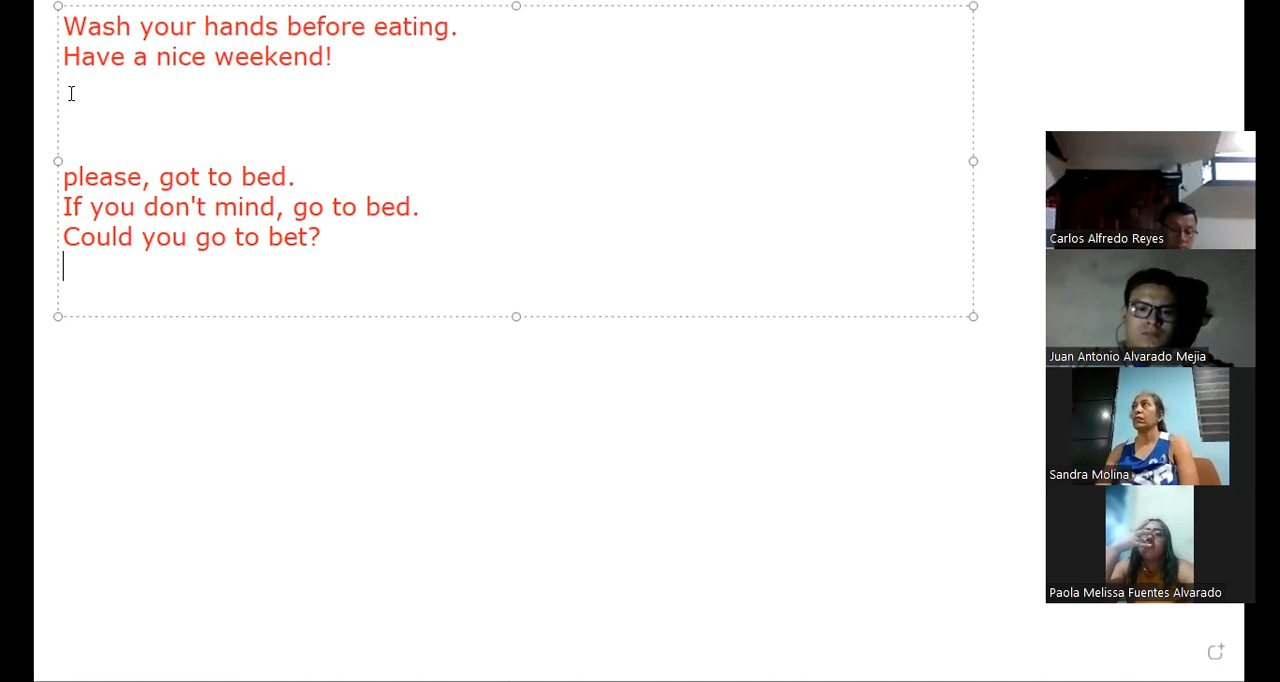 Wash your hands before eating.
Have a nice weekend!
please, got to bed.
If you don't mind, go to bed.
Could you go to bet?
Carlos Alfredo Reyes
Juan Antonio Alvarado Mejia
Sandra Molina
Paola Melissa Fuentes Alvarado